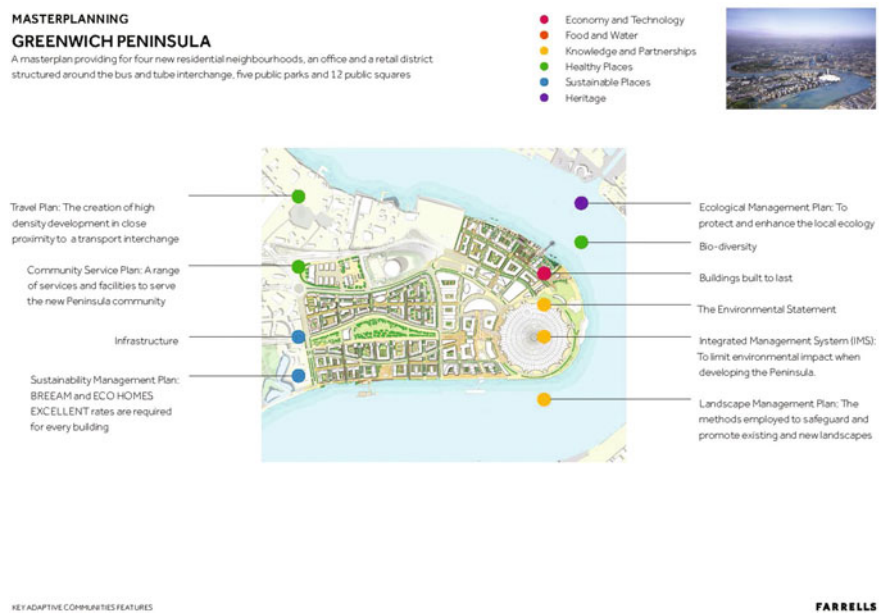 MASTERPLANNING
GREENWICH PENINSULA
A masterplan providing for four new residential neighbourhoods, an office and a retail district
structured around the bus and tube interchange, five public parks and 12 public squares
Economy and Technology
Food and Water
Knowledge and Partnerships
Healthy Places
Sustainable Places
Heritage
Travel Plan: The creation of high
density development in close
proximity to a transport interchange
Community Service Plan: A range
of services and facilities to serve
the new Peninsula community
Infrastructure
Sustainability Management Plan:
BREEAM and ECO HOMES
EXCELLENT rates are required
for every building
Ecological Management Plan: To
protect and enhance the local ecology
Bio-diversity
Buildings built to last
The Environmental Statement
Integrated Management System (IMS):
To limit environmental impact when
developing the Peninsula.
Landscape Management Plan: The
methods employed to safeguard and
promote existing and new landscapes
KEY ADAPTIVE COMMUNITIES FEATURES
FARRELLS